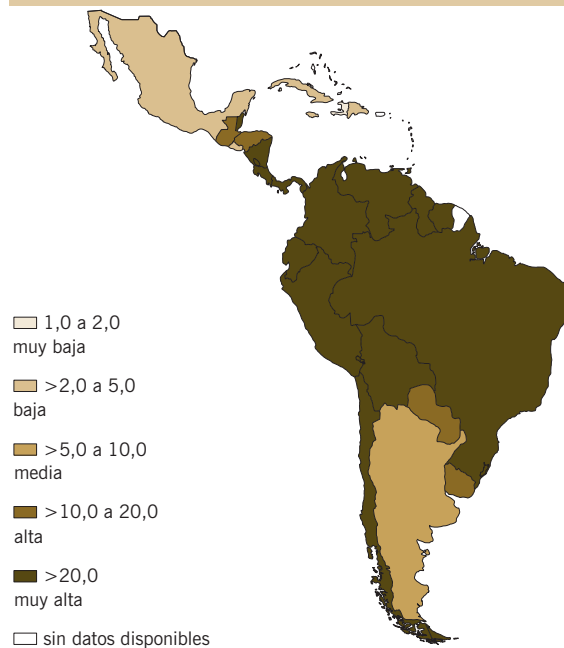 1,0 a 2,0
muy baja
>2,0 a 5,0
baja
>5,0 a 10,0
media
>10,0 a 20,0
alta
>20,0
muy alta
sin datos disponibles